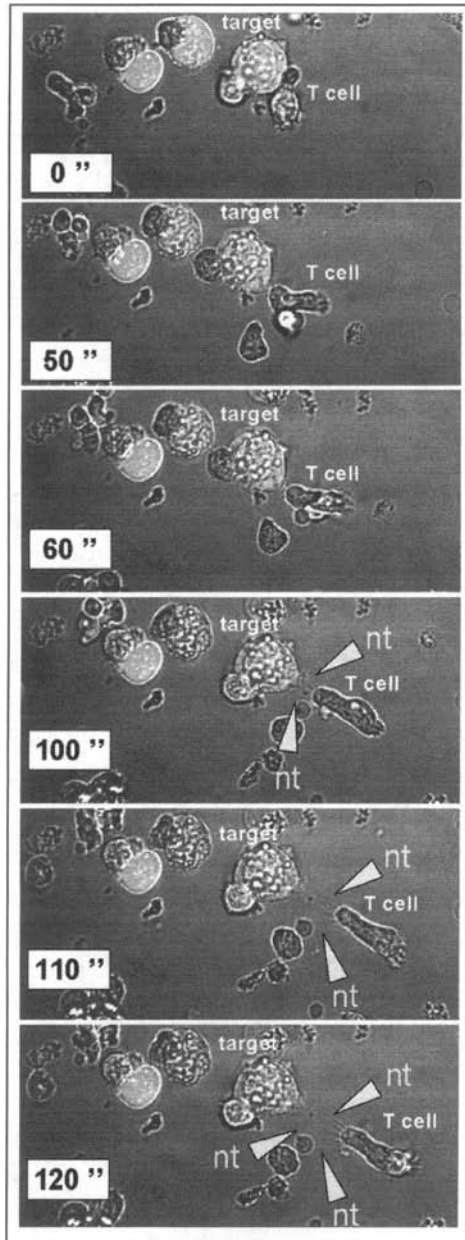 target
T cell
0 ”
target
T cell
50 ”
target
T cell
60 ”
target
nt
T cell
100 ”
nt
target
nt
T cell
110 ”
nt
target
nt
T cell
nt
120 ”
nt